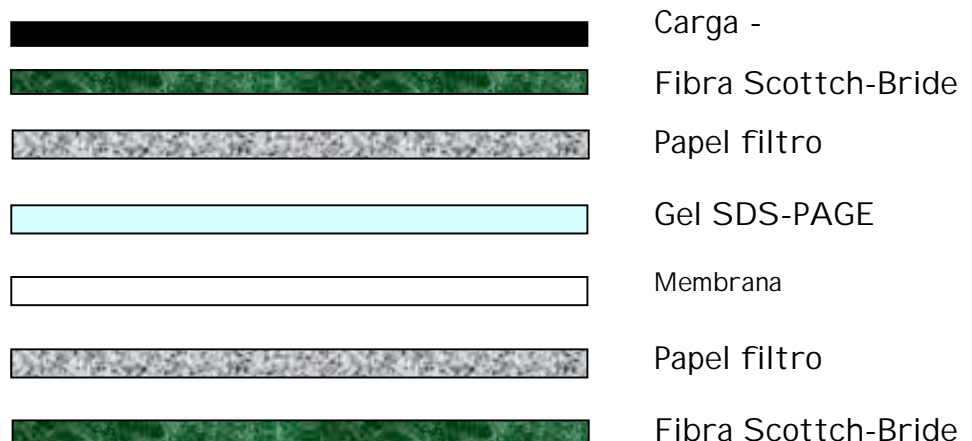 Carga -
Fibra Scottch-Bride
Papel filtro
Gel SDS-PAGE
Membrana
Papel filtro
Fibra Scottch-Bride